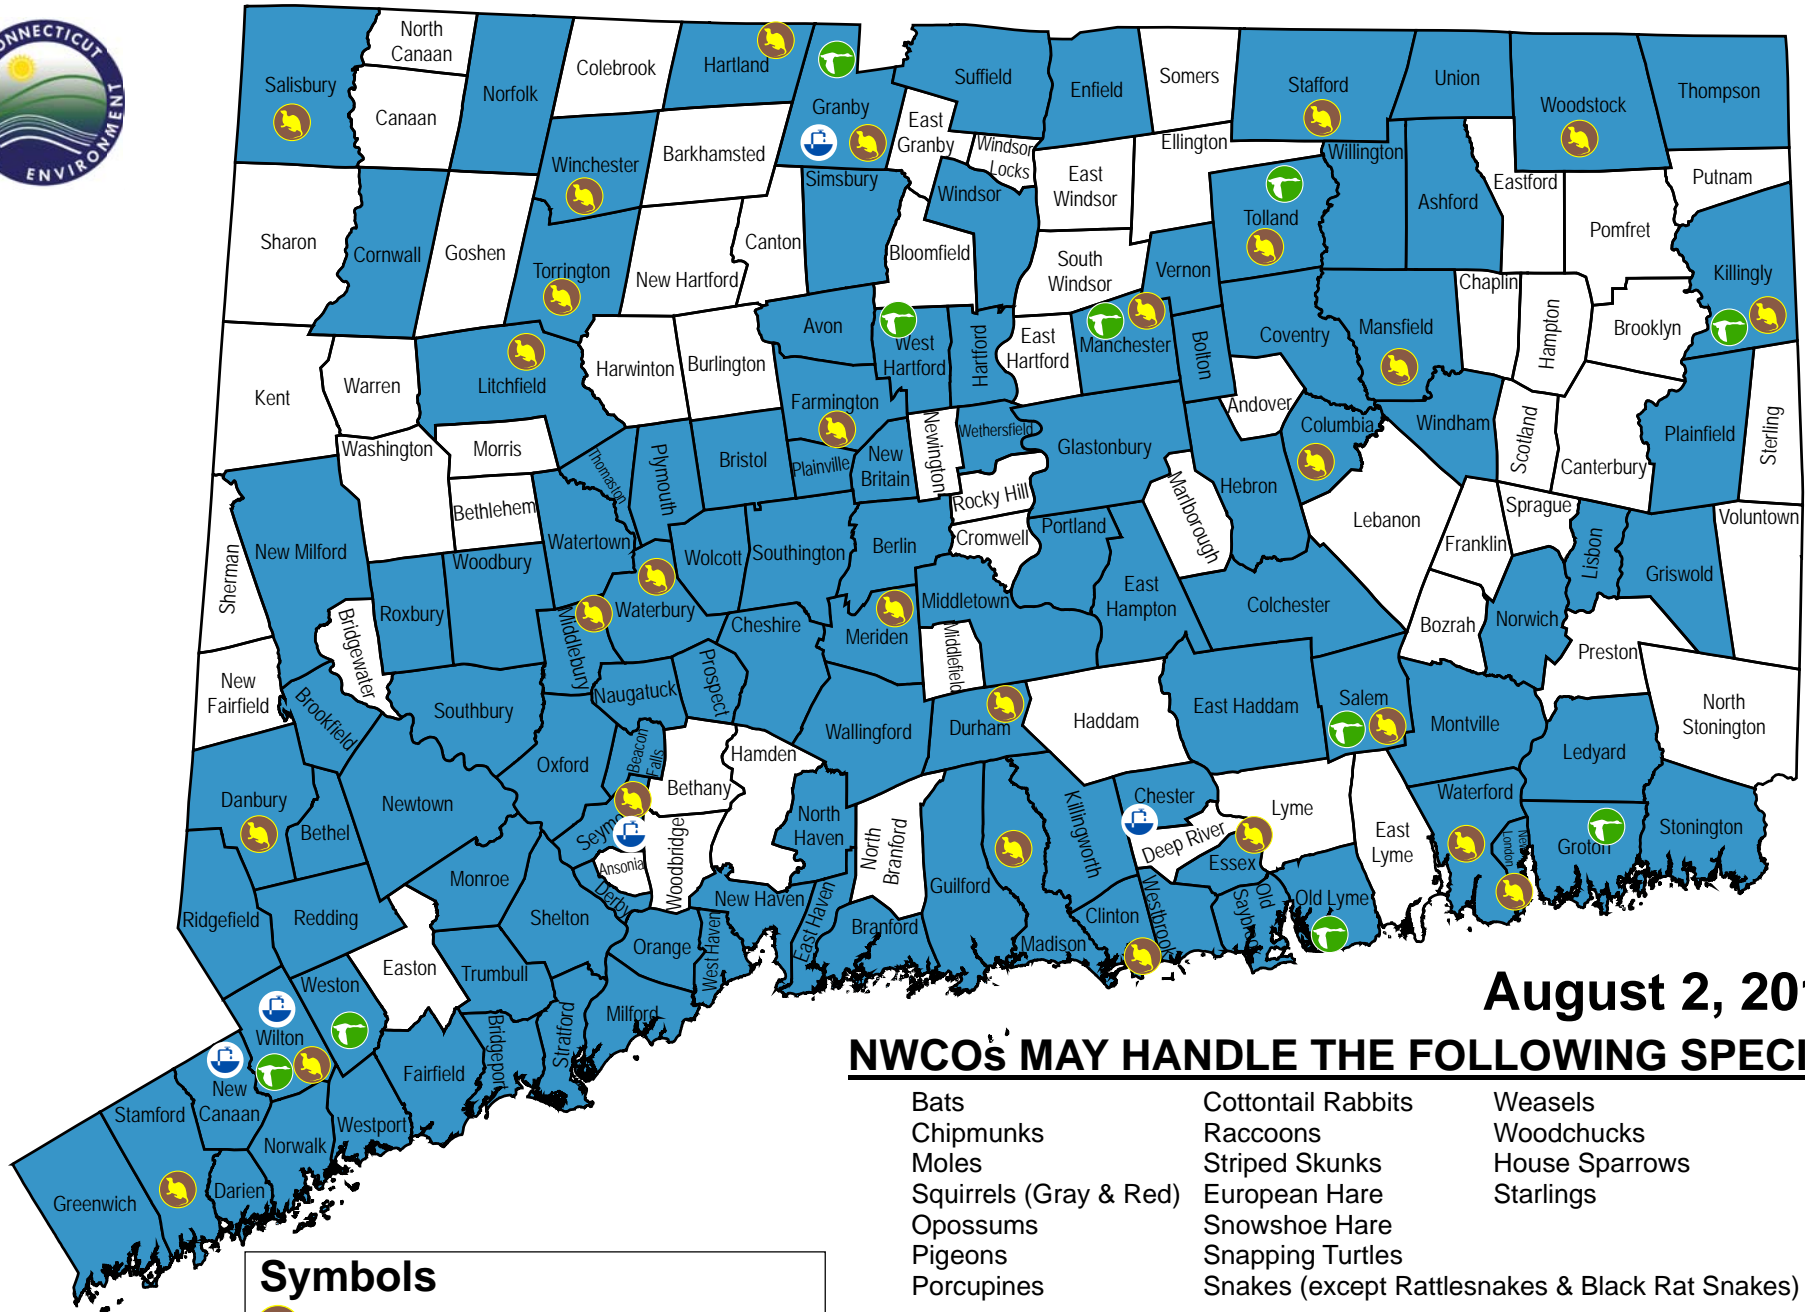 CONNECTICUT
ENVIRONMENT
North
Canaan
Salisbury
Canaan
Norfolk
Colebrook
Hartland
Granby
Suffield
East
Granby
Windsor
Locks
Enfield
Somers
Stafford
Union
Woodstock
Thompson
Winchester
Barkhamsted
Simsbury
Windsor
East
Windsor
Ellington
Willington
Ashford
Eastford
Putnam
Sharon
Cornwall
Goshen
Torrington
New Hartford
Canton
Bloomfield
South
Windsor
Vernon
Tolland
Pomfret
Killingly
Kent
Warren
Litchfield
Harwinton
Burlington
Avon
West
Hartford
Hartford
East
Hartford
Manchester
Bolton
Coventry
Mansfield
Chaplin
Hampton
Brooklyn
Washington
Morris
Thomaston
Plymouth
Bristol
Farmington
Plainville
New
Britain
Newington
Wethersfield
Glastonbury
Andover
Columbia
Windham
Scotland
Canterbury
Plainfield
Sterling
Bethlehem
Rocky Hill
Cromwell
Portland
Marlborough
Hebron
Lebanon
Sprague
Franklin
Lisbon
Griswold
Voluntown
Sherman
New Milford
Woodbury
Watertown
Wolcott
Southington
Berlin
Roxbury
Bridgewater
Middlebury
Waterbury
Cheshire
Meriden
Middletown
Middlefield
East
Hampton
Colchester
Bozrah
Norwich
Preston
North
Stonington
New
Fairfield
Brookfield
Southbury
Naugatuck
Prospect
Wallingford
Durham
Haddam
East Haddam
Salem
Montville
Ledyard
Danbury
Bethel
Newtown
Oxford
Beacon
Falls
Bethany
Hamden
North
Haven
North
Branford
Guilford
Killingworth
Chester
Deep River
Essex
Lyme
East
Lyme
Waterford
New
London
Groton
Stonington
Ansonia
Woodbridge
Derby
Monroe
Shelton
Ridgefield
Redding
Easton
Weston
Trumbull
Orange
West Haven
New Haven
East Haven
Branford
Madison
Clinton
Westbrook
Old
Old Lyme
Wilton
New
Canaan
Fairfield
Bridgeport
Stratford
Milford
Stamford
Norwalk
Westport
Greenwich
Darien
August 2,
NWCOs MAY HANDLE THE FOLLOWING
Bats
Chipmunks
Moles
Squirrels (Gray & Red)
Opossums
Pigeons
Porcupines
Cottontail Rabbits
Raccoons
Striped Skunks
European Hare
Snowshoe Hare
Snapping Turtles
Snakes (except Rattlesnakes & Black Rat Snakes)
Weasels
Woodchucks
House Sparrows
Starlings
Symbols